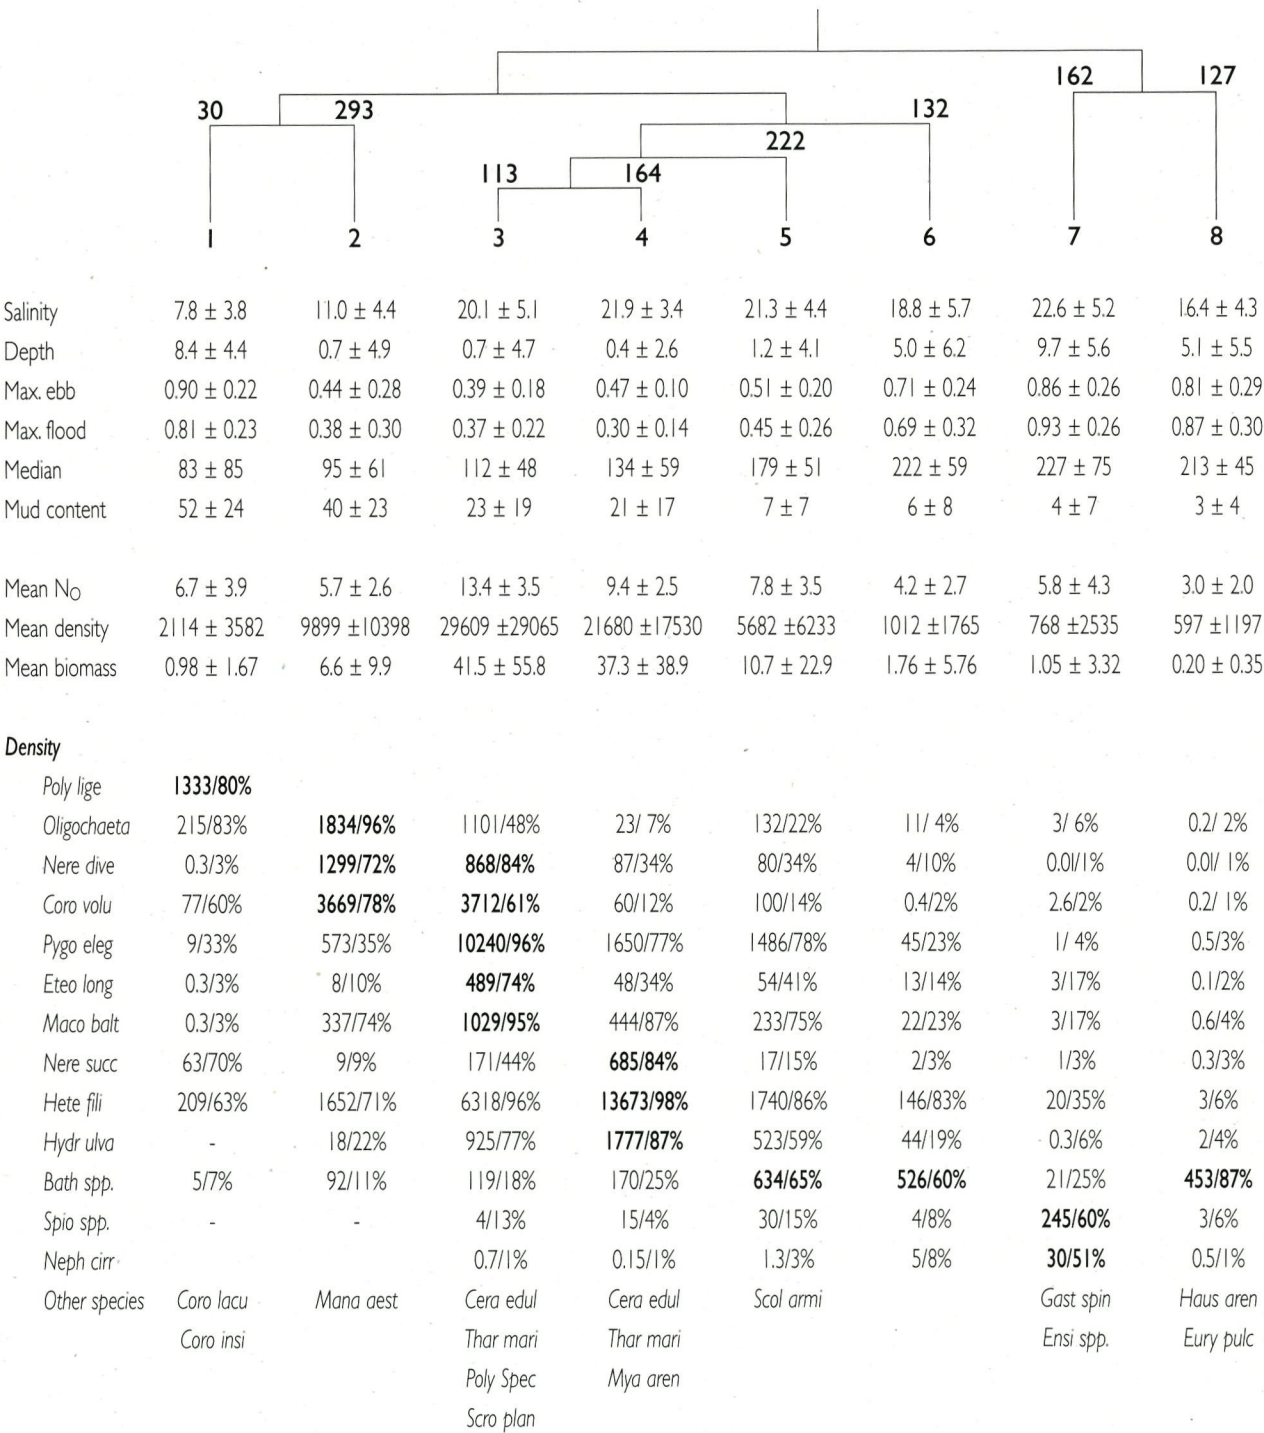 162 127
30 293 132
222
113 164
1 2 3 4 5 6 7 8
Salinity 7.8 ± 3.8 11.0 ± 4.4 20.1 ± 5.1 21.9 ± 3.4 21.3 ± 4.4 18.8 ± 5.7 22.6 ± 5.2 16.4 ± 4.3
Depth 8.4 ± 4.4 0.7 ± 4.9 0.7 ± 4.7 0.4 ± 2.6 1.2 ± 4.1 5.0 ± 6.2 9.7 ± 5.6 5.1 ± 5.5
Max. ebb 0.90 ± 0.22 0.44 ± 0.28 0.39 ± 0.18 0.47 ± 0.10 0.51 ± 0.20 0.71 ± 0.24 0.86 ± 0.26 0.81 ± 0.29
Max. flood 0.81 ± 0.23 0.38 ± 0.30 0.37 ± 0.22 0.30 ± 0.14 0.45 ± 0.26 0.69 ± 0.32 0.93 ± 0.26 0.87 ± 0.30
Median 83 ± 85 95 ± 61 112 ± 48 134 ± 59 179 ± 51 222 ± 59 227 ± 75 213 ± 45
Mud content 52 ± 24 40 ± 23 23 ± 19 21 ± 17 7 ± 7 6 ± 8 4 ± 7 3 ± 4
Mean No 6.7 ± 3.9 5.7 ± 2.6 13.4 ± 3.5 9.4 ± 2.5 7.8 ± 3.5 4.2 ± 2.7 5.8 ± 4.3 3.0 ± 2.0
Mean density 2114 ± 3582 9899 ±10398 29609 ±29065 21680 ±17530 5682 ±6233 1012 ±1765 768 ±2535 597 ±1197
Mean biomass 0.98 ± 1.67 6.6 ± 9.9 41.5 ± 55.8 37.3 ± 38.9 10.7 ± 22.9 1.76 ± 5.76 1.05 ± 3.32 0.20 ± 0.35
Density
Poly lige 1333/80%
Oligochaeta 215/83% 1834/96% 1101/48% 23/ 7% 132/22% 11/ 4% 3/ 6% 0.2/ 2%
Nere dive 0.3/3% 1299/72% 868/84% 87/34% 80/34% 4/10% 0.01/1% 0.01/ 1%
Coro volu 77/60% 3669/78% 3712/61% 60/12% 100/14% 0.4/2% 2.6/2% 0.2/ 1%
Pygo eleg 9/33% 573/35% 10240/96% 1650/77% 1486/78% 45/23% 1/ 4% 0.5/3%
Eteo long 0.3/3% 8/10% 489/74% 48/34% 54/41% 13/14% 3/17% 0.1/2%
Maco balt 0.3/3% 337/74% 1029/95% 444/87% 233/75% 22/23% 3/17% 0.6/4%
Nere succ 63/70% 9/9% 171/44% 685/84% 17/15% 2/3% 1/3% 0.3/3%
Hete fili 209/63% 1652/71% 6318/96% 13673/98% 1740/86% 146/83% 20/35% 3/6%
Hydr ulva - 18/22% 925/77% 1777/87% 523/59% 44/19% 0.3/6% 2/4%
Bath spp. 5/7% 92/11% 119/18% 170/25% 634/65% 526/60% 21/25% 453/87%
Spio spp. - - 4/13% 15/4% 30/15% 4/8% 245/60% 3/6%
Neph cirr 0.7/1% 0.15/1% 1.3/3% 5/8% 30/51% 0.5/1%
Other species Coro lacu Mana aest Cera edul Cera edul Scol armi Gast spin Haus aren
Coro insi Thar mari Thar mari Ensi spp. Eury pulc
Poly Spec Mya aren
Scro plan